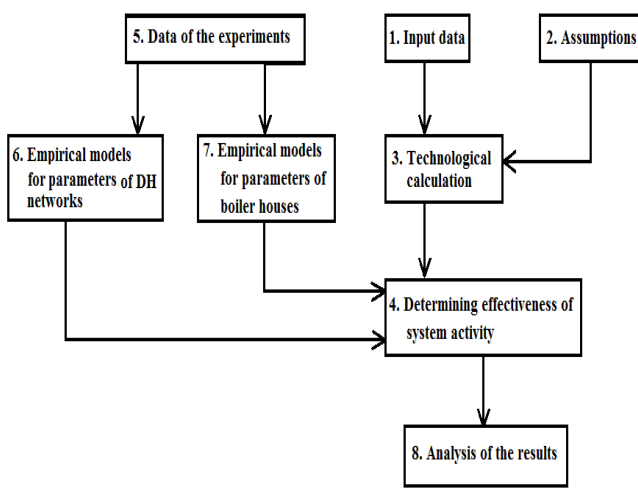 5. Data of the experiments
1. Input data
2. Assumptions
6. Empirical models
for parameters of DH
networks
7. Empirical models
for parameters of
boiler houses
3. Technological
calculation
4. Determining effectiveness of
system activity
8. Analysis of the results